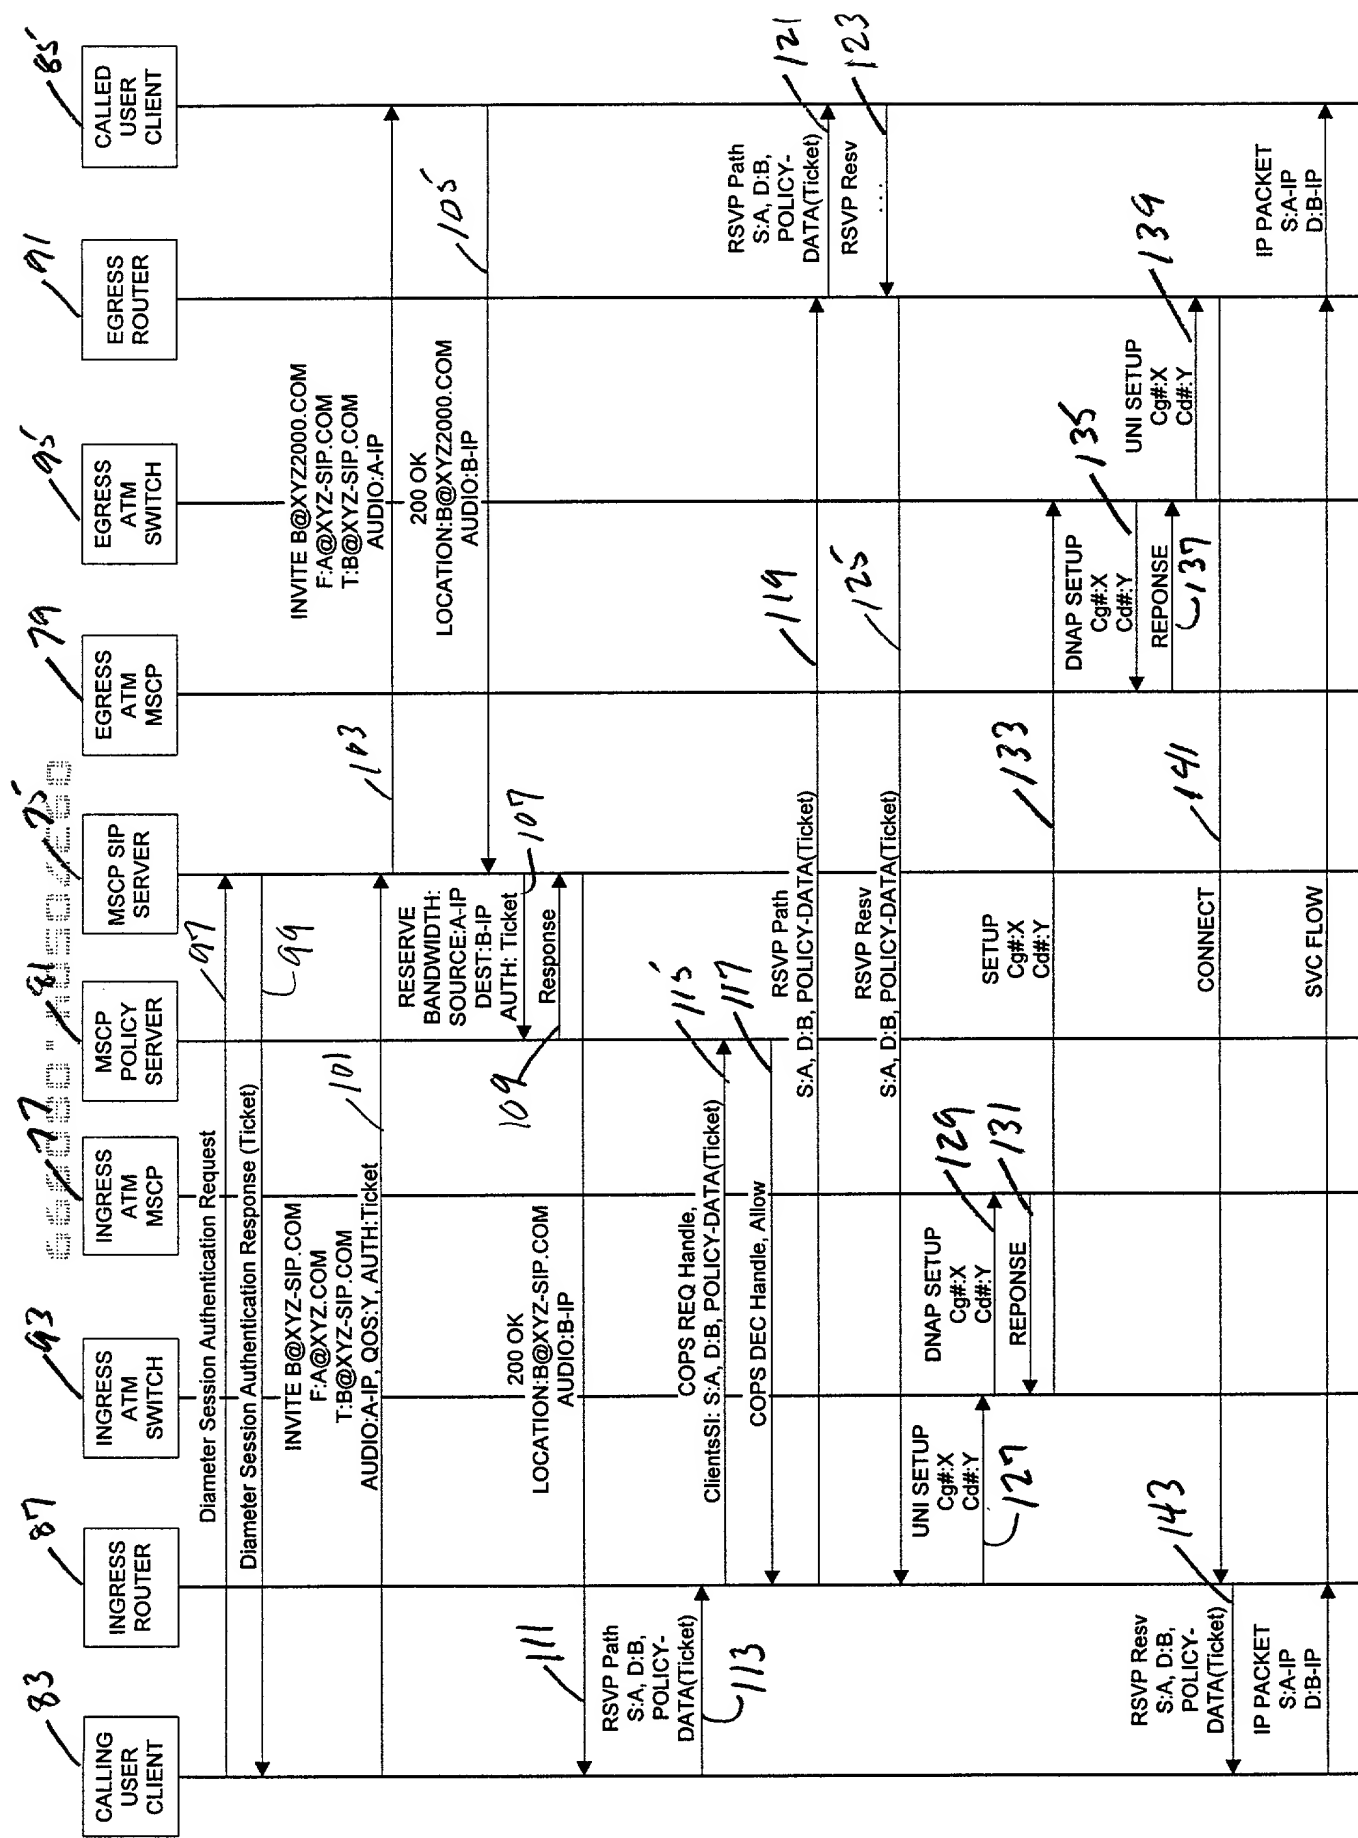 83
CALLING
USER
CLIENT
87
INGRESS
ROUTER
93
INGRESS
ATM
SWITCH
77
INGRESS
ATM
MSCP
81
MSCP
POLICY
SERVER
75
MSCP SIP
SERVER
79
EGRESS
ATM
MSCP
95
EGRESS
ATM
SWITCH
91
EGRESS
ROUTER
85
CALLED
USER
CLIENT
Diameter Session Authentication Request
97
Diameter Session Authentication Response (Ticket)
99
INVITE B@XYZ-SIP.COM
F:A@XYZ.COM
T:B@XYZ-SIP.COM
AUDIO:A-IP, QOS:Y, AUTH:Ticket
101
INVITE B@XYZ2000.COM
F:A@XYZ-SIP.COM
T:B@XYZ-SIP.COM
AUDIO:A-IP
103
200 OK
LOCATION:B@XYZ2000.COM
AUDIO:B-IP
105
RESERVE
BANDWIDTH:
SOURCE:A-IP
DEST:B-IP
AUTH: Ticket
107
Response
109
200 OK
LOCATION:B@XYZ-SIP.COM
AUDIO:B-IP
111
RSVP Path
S:A, D:B,
POLICY-
DATA(Ticket)
113
COPS REQ Handle,
ClientsSI: S:A, D:B, POLICY-DATA(Ticket)
115
COPS DEC Handle, Allow
117
RSVP Path
S:A, D:B, POLICY-DATA(Ticket)
119
RSVP Path
S:A, D:B,
POLICY-
DATA(Ticket)
121
RSVP Resv
...
123
RSVP Resv
S:A, D:B, POLICY-DATA(Ticket)
125
UNI SETUP
Cg#:X
Cd#:Y
127
DNAP SETUP
Cg#:X
Cd#:Y
129
REPONSE
131
SETUP
Cg#:X
Cd#:Y
133
DNAP SETUP
Cg#:X
Cd#:Y
135
REPONSE
137
UNI SETUP
Cg#:X
Cd#:Y
139
CONNECT
141
RSVP Resv
S:A, D:B,
POLICY-
DATA(Ticket)
143
IP PACKET
S:A-IP
D:B-IP
SVC FLOW
IP PACKET
S:A-IP
D:B-IP